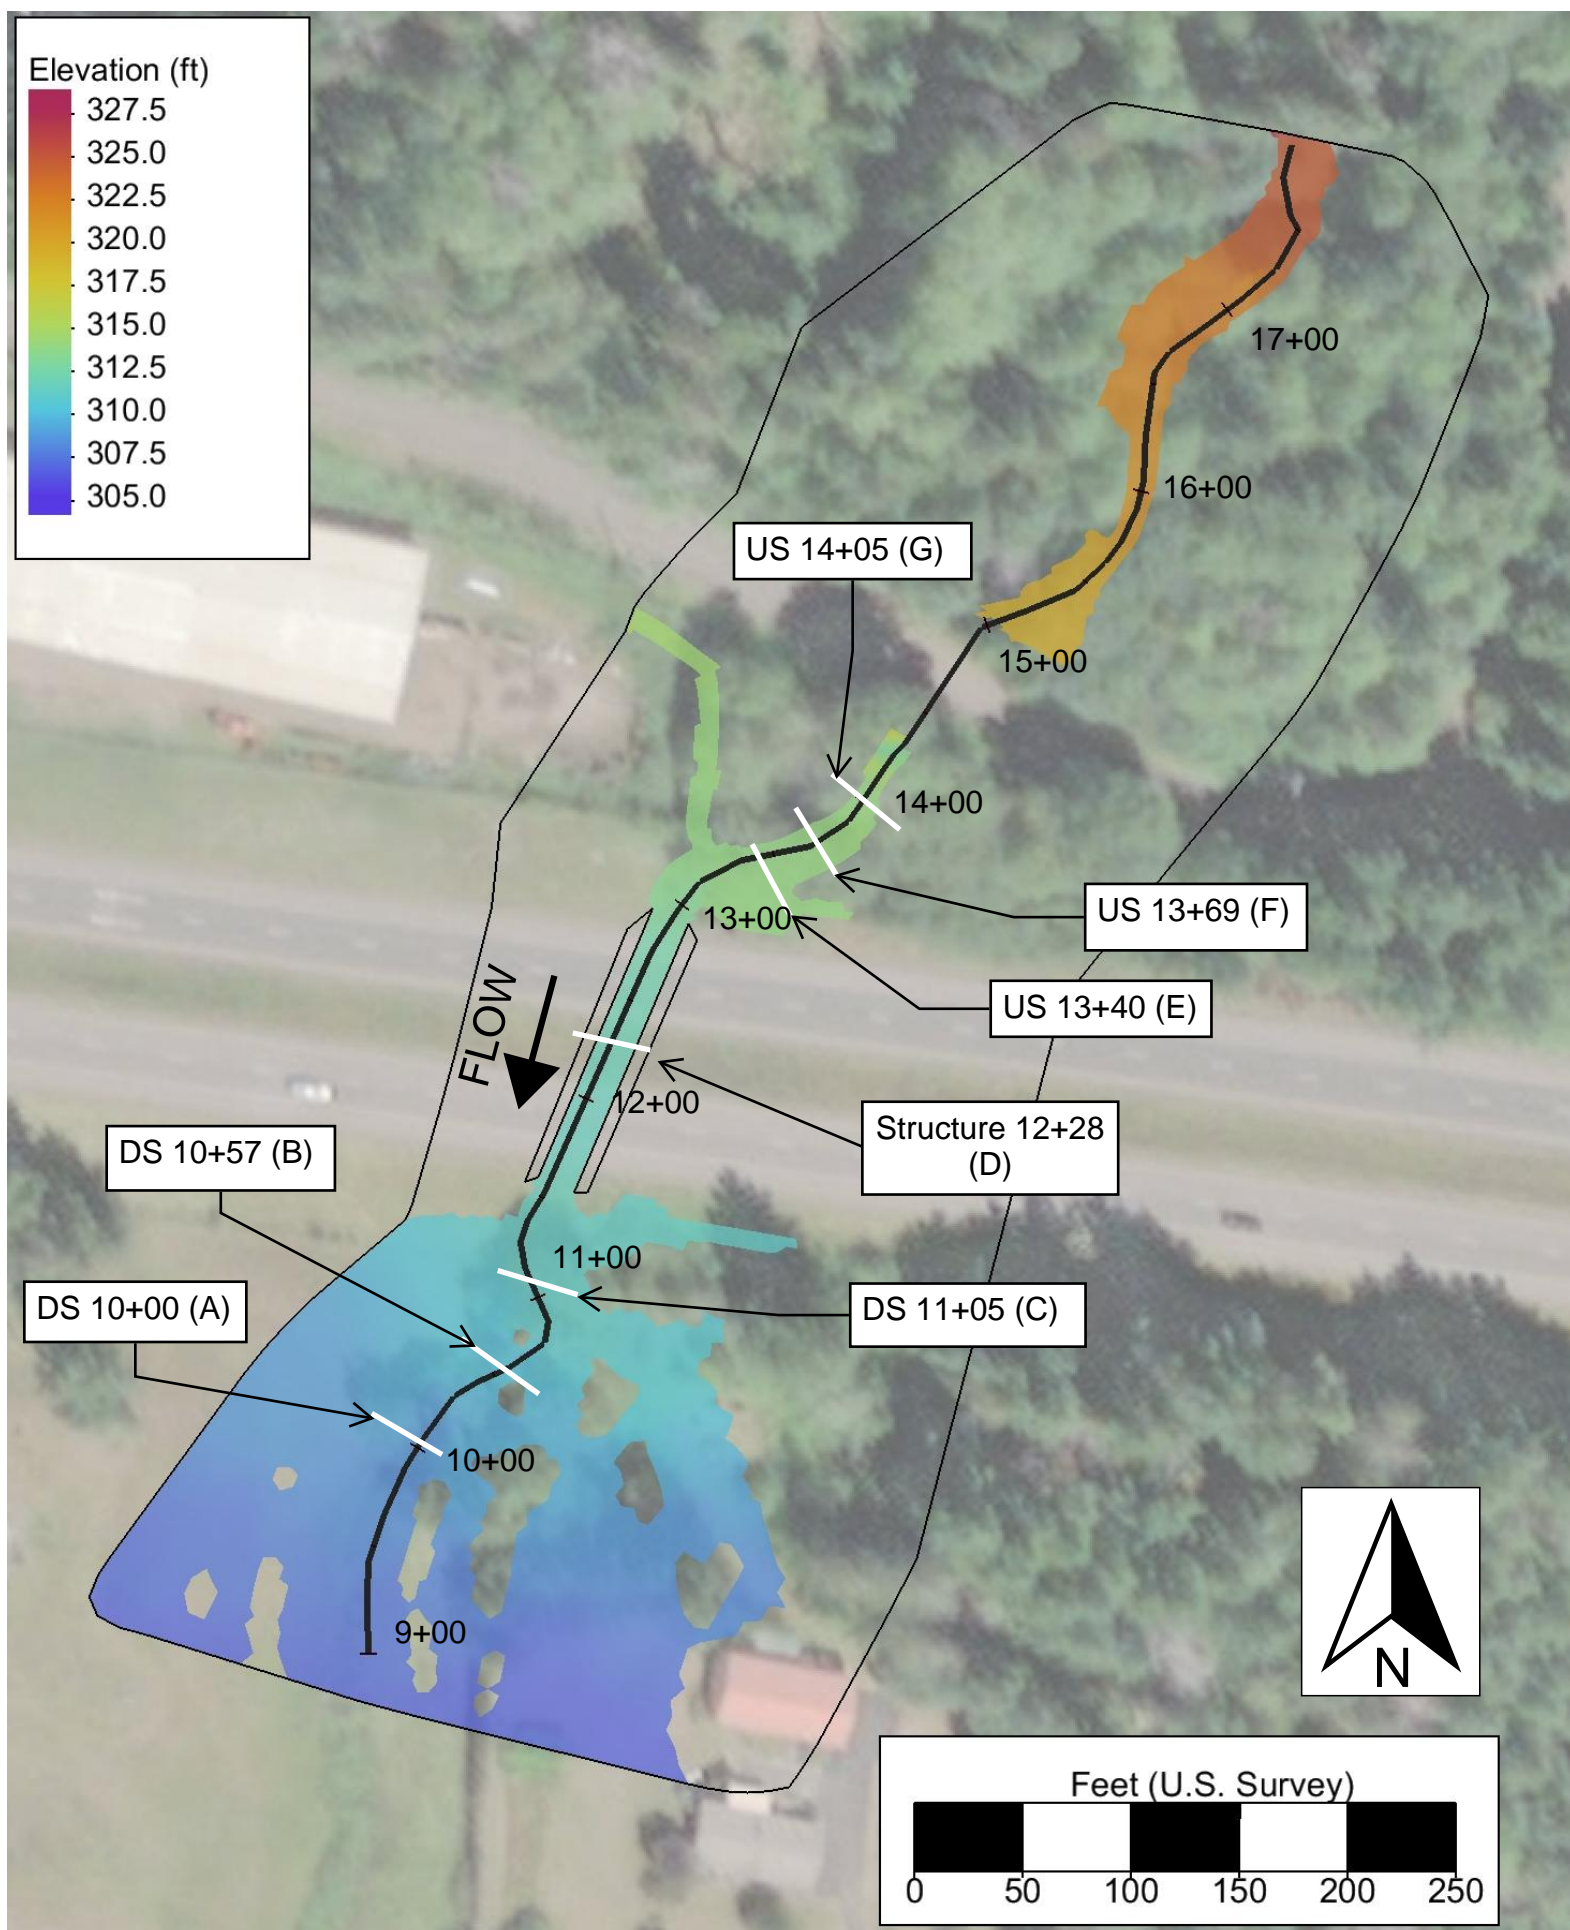 Elevation (ft)
327.5
325.0
322.5
320.0
317.5
315.0
312.5
310.0
307.5
305.0
17+00
16+00
US 14+05 (G)
15+00
14+00
US 13+69 (F)
13+00
US 13+40 (E)
FLOW
12+00
Structure 12+28
(D)
DS 10+57 (B)
11+00
DS 10+00 (A)
DS 11+05 (C)
10+00
9+00
N
Feet (U.S. Survey)
0 50 100 150 200 250